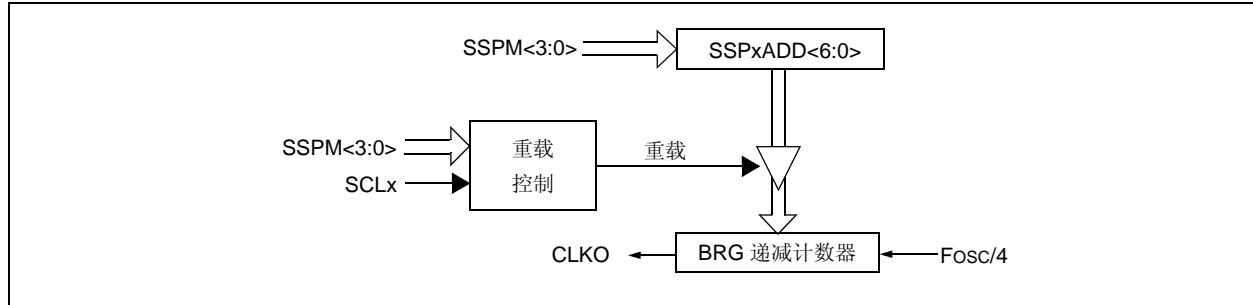 SSPM<3:0>
SSPxADD<6:0>
SSPM<3:0>
SCLx
重载
控制
重载
CLKO
BRG 递减计数器
FOSC/4